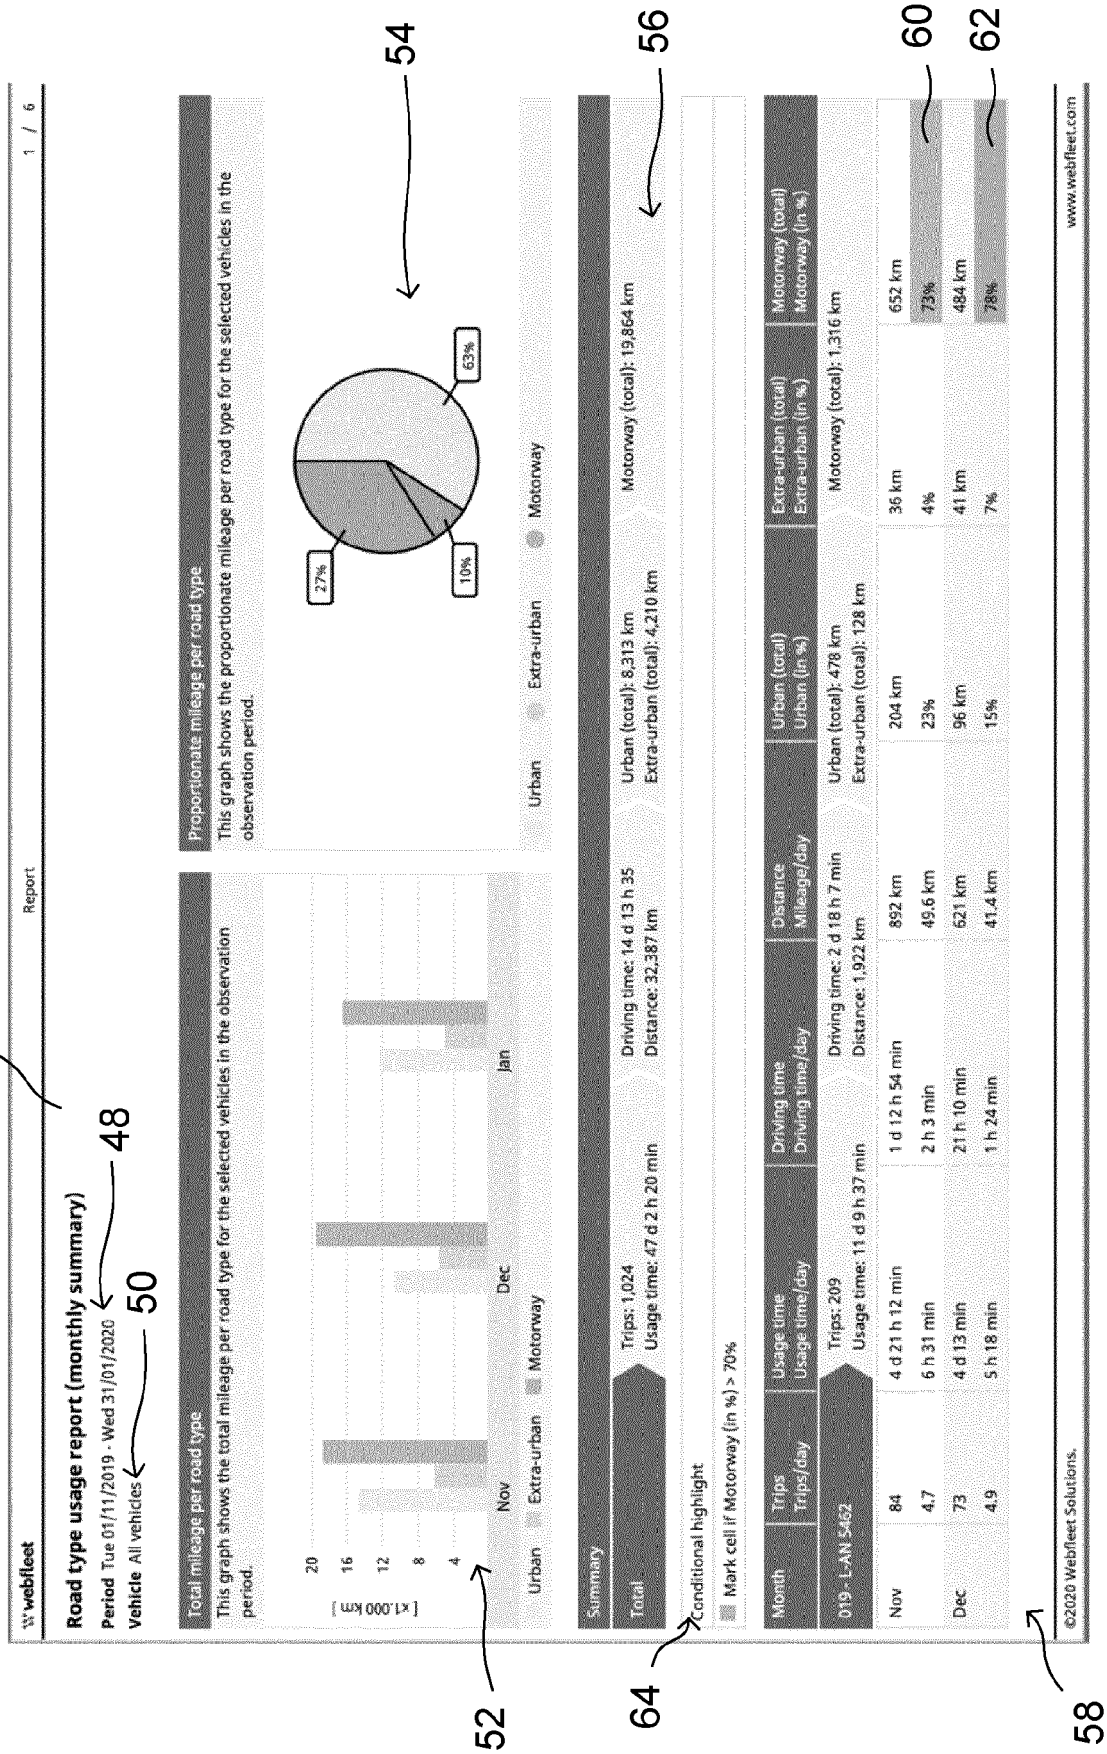 webfleet
Report
1 / 6
Road type usage report (monthly summary)
Period Tue 01/11/2019 - Wed 31/01/2020
48
Vehicle All vehicles
50
Total mileage per road type
This graph shows the total mileage per road type for the selected vehicles in the observation
period.
[ x1.000 km ]
20
16
12
8
4
Nov
Dec
Jan
Urban
Extra-urban
Motorway
52
Proportionate mileage per road type
This graph shows the proportionate mileage per road type for the selected vehicles in the
observation period.
27%
10%
63%
Urban
Extra-urban
Motorway
54
Summary
Total
Trips: 1,024
Usage time: 47 d 2 h 20 min
Driving time: 14 d 13 h 35
Distance: 32,387 km
Urban (total): 8,313 km
Extra-urban (total): 4,210 km
Motorway (total): 19,864 km
56
64
Conditional highlight
Mark cell if Motorway (in %) > 70%
Month
Trips
Trips/day
Usage time
Usage time/day
Driving time
Driving time/day
Distance
Mileage/day
Urban (total)
Urban (in %)
Extra-urban (total)
Extra-urban (in %)
Motorway (total)
Motorway (in %)
019 - LAN 5462
Trips: 209
Usage time: 11 d 9 h 37 min
Driving time: 2 d 18 h 7 min
Distance: 1,922 km
Urban (total): 478 km
Extra-urban (total): 128 km
Motorway (total): 1,316 km
Nov
84
4 d 21 h 12 min
1 d 12 h 54 min
892 km
204 km
36 km
652 km
4.7
6 h 31 min
2 h 3 min
49.6 km
23%
4%
73%
60
Dec
73
4 d 13 min
21 h 10 min
621 km
96 km
41 km
484 km
4.9
5 h 18 min
1 h 24 min
41.4 km
15%
7%
78%
62
58
©2020 Webfleet Solutions.
www.webfleet.com